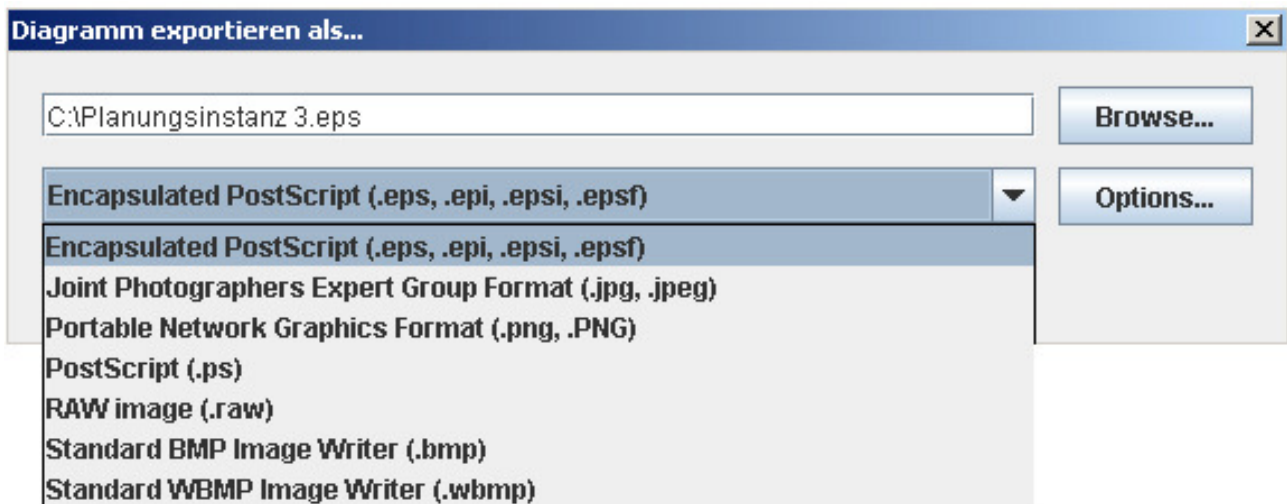 Diagramm exportieren als...
C:\Planungsinstanz 3.eps
Browse...
Encapsulated PostScript (.eps, .epi, .epsi, .epsf)
Options...
Encapsulated PostScript (.eps, .epi, .epsi, .epsf)
Joint Photographers Expert Group Format (.jpg, .jpeg)
Portable Network Graphics Format (.png, .PNG)
PostScript (.ps)
RAW image (.raw)
Standard BMP Image Writer (.bmp)
Standard WBMP Image Writer (.wbmp)